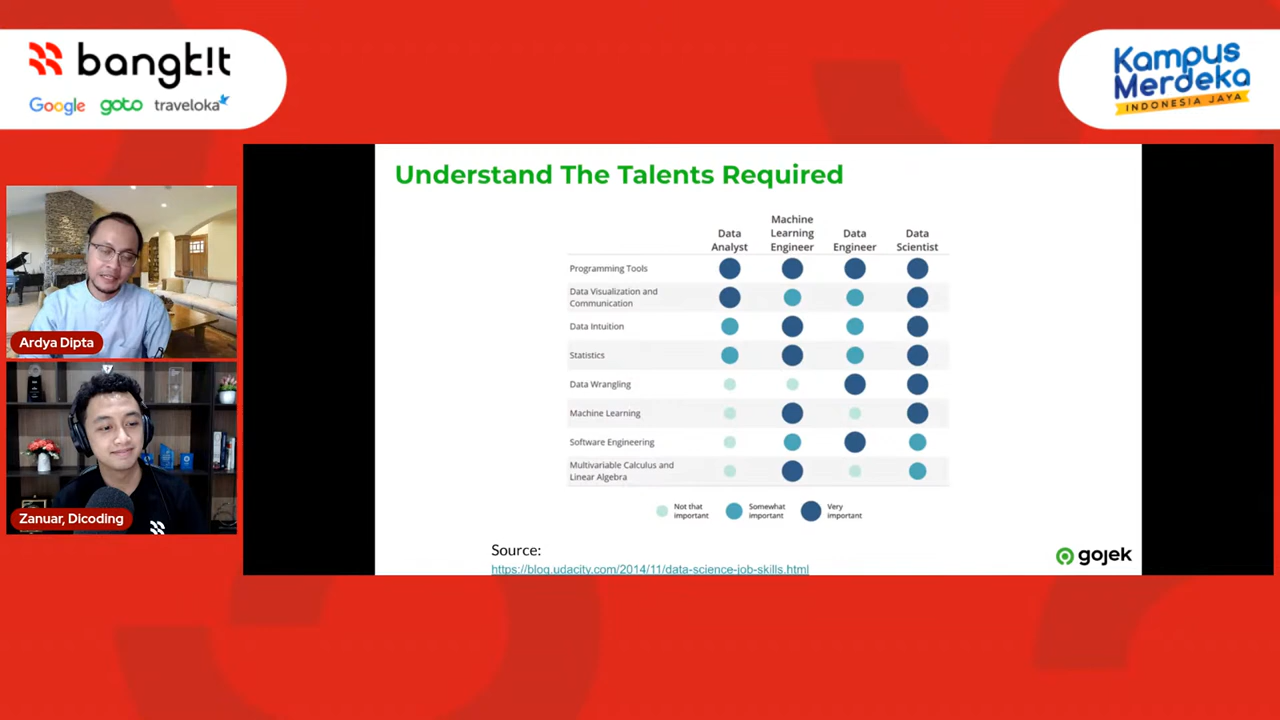 bangk!t
Google goto traveloka
Kampus
Merdeka
INDONESIA JAYA
Understand The Talents Required
Data
Analyst
Machine
Learning
Engineer
Data
Engineer
Data
Scientist
Programming Tools
Data Visualization and
Communication
Data Intuition
Statistics
Data Wrangling
Machine Learning
Software Engineering
Multivariable Calculus and
Linear Algebra
Not that
important
Somewhat
important
Very
important
Source:
https://blog.udacity.com/2014/11/data-science-job-skills.html
gojek
Ardya Dipta
Zanuar, Dicoding